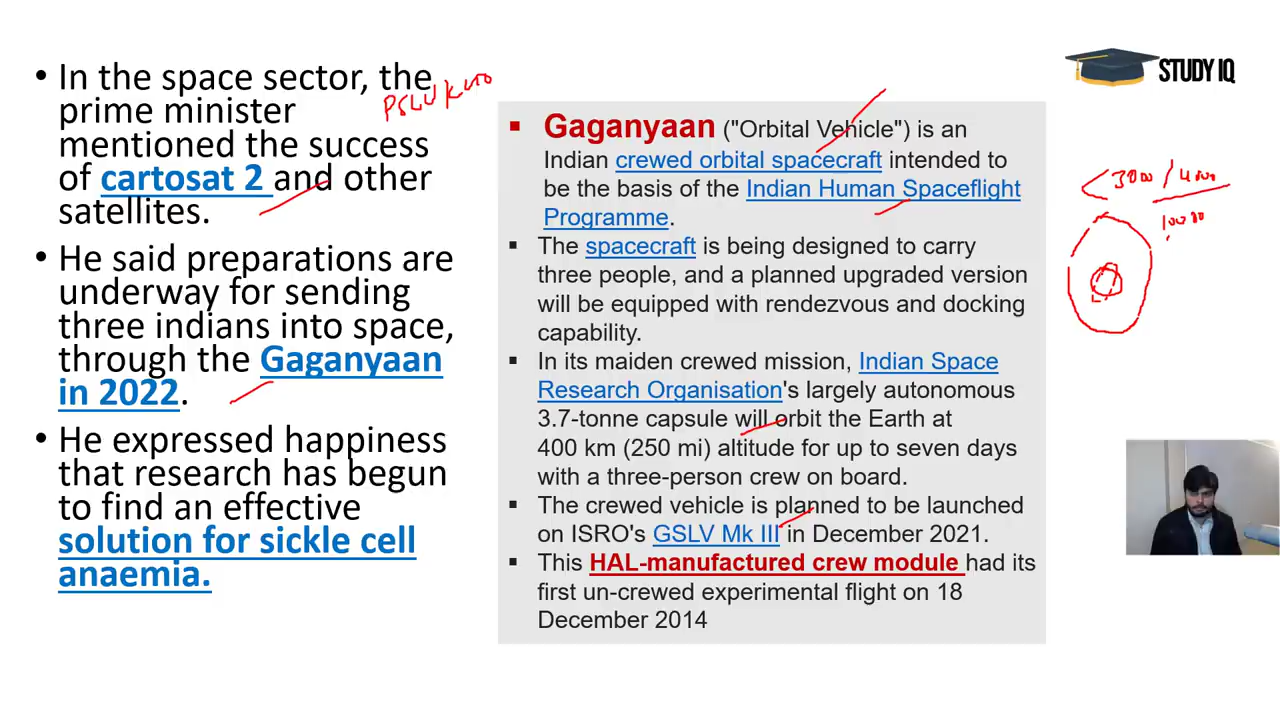 • In the space sector, the
prime minister
mentioned the success
of cartosat 2 and other
satellites.
• He said preparations are
underway for sending
three indians into space,
through the Gaganyaan
in 2022.
• He expressed happiness
that research has begun
to find an effective
solution for sickle cell
anaemia.
▪ Gaganyaan ("Orbital Vehicle") is an
Indian crewed orbital spacecraft intended to
be the basis of the Indian Human Spaceflight
Programme.
▪ The spacecraft is being designed to carry
three people, and a planned upgraded version
will be equipped with rendezvous and docking
capability.
▪ In its maiden crewed mission, Indian Space
Research Organisation's largely autonomous
3.7-tonne capsule will orbit the Earth at
400 km (250 mi) altitude for up to seven days
with a three-person crew on board.
▪ The crewed vehicle is planned to be launched
on ISRO's GSLV Mk III in December 2021.
▪ This HAL-manufactured crew module had its
first un-crewed experimental flight on 18
December 2014
STUDY IQ